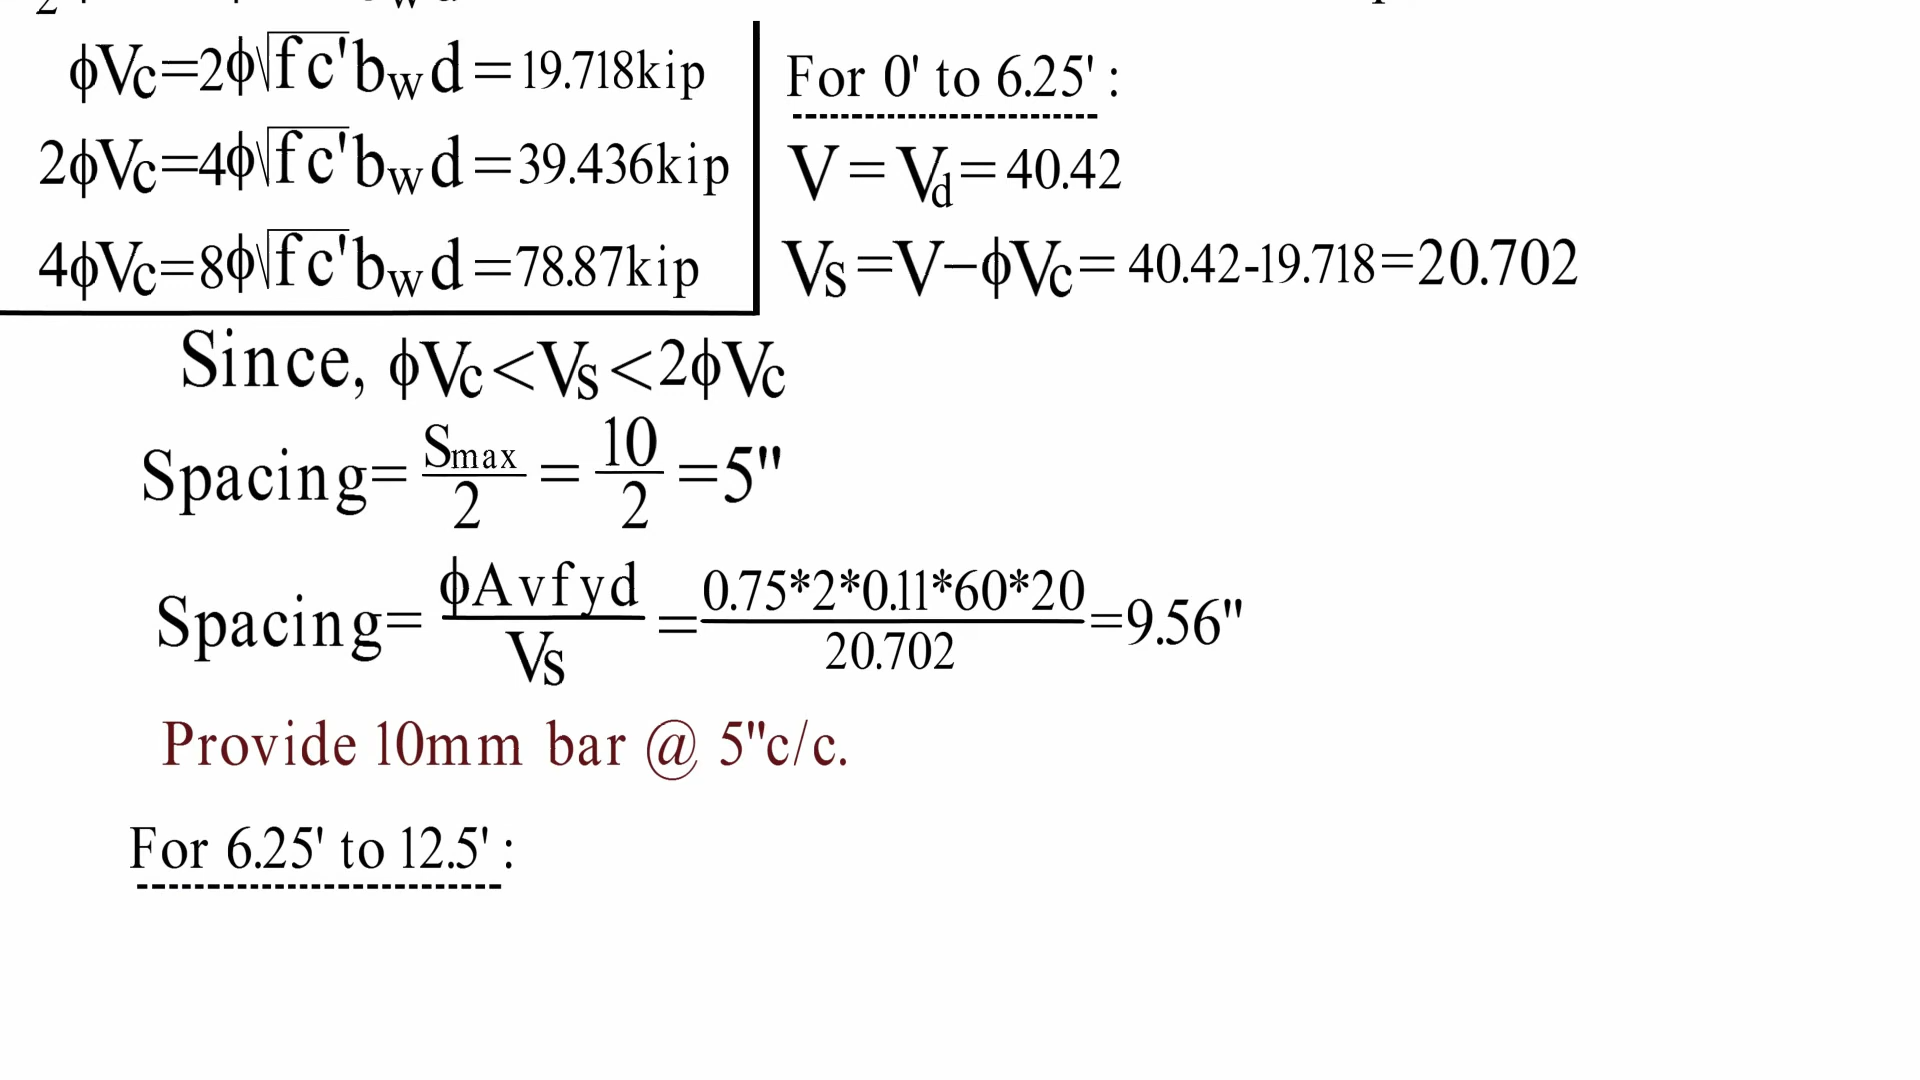 ϕVc=2ϕ√fc'bwd=19.718kip
2ϕVc=4ϕ√fc'bwd=39.436kip
4ϕVc=8ϕ√fc'bwd=78.87kip
For 0' to 6.25' :
V=Vd=40.42
Vs=V−ϕVc=40.42-19.718=20.702
Since, ϕVc<Vs<2ϕVc
Spacing=Smax/2=10/2=5"
Spacing=ϕAvfyd/Vs=0.75*2*0.11*60*20/20.702=9.56"
Provide 10mm bar @ 5"c/c.
For 6.25' to 12.5' :